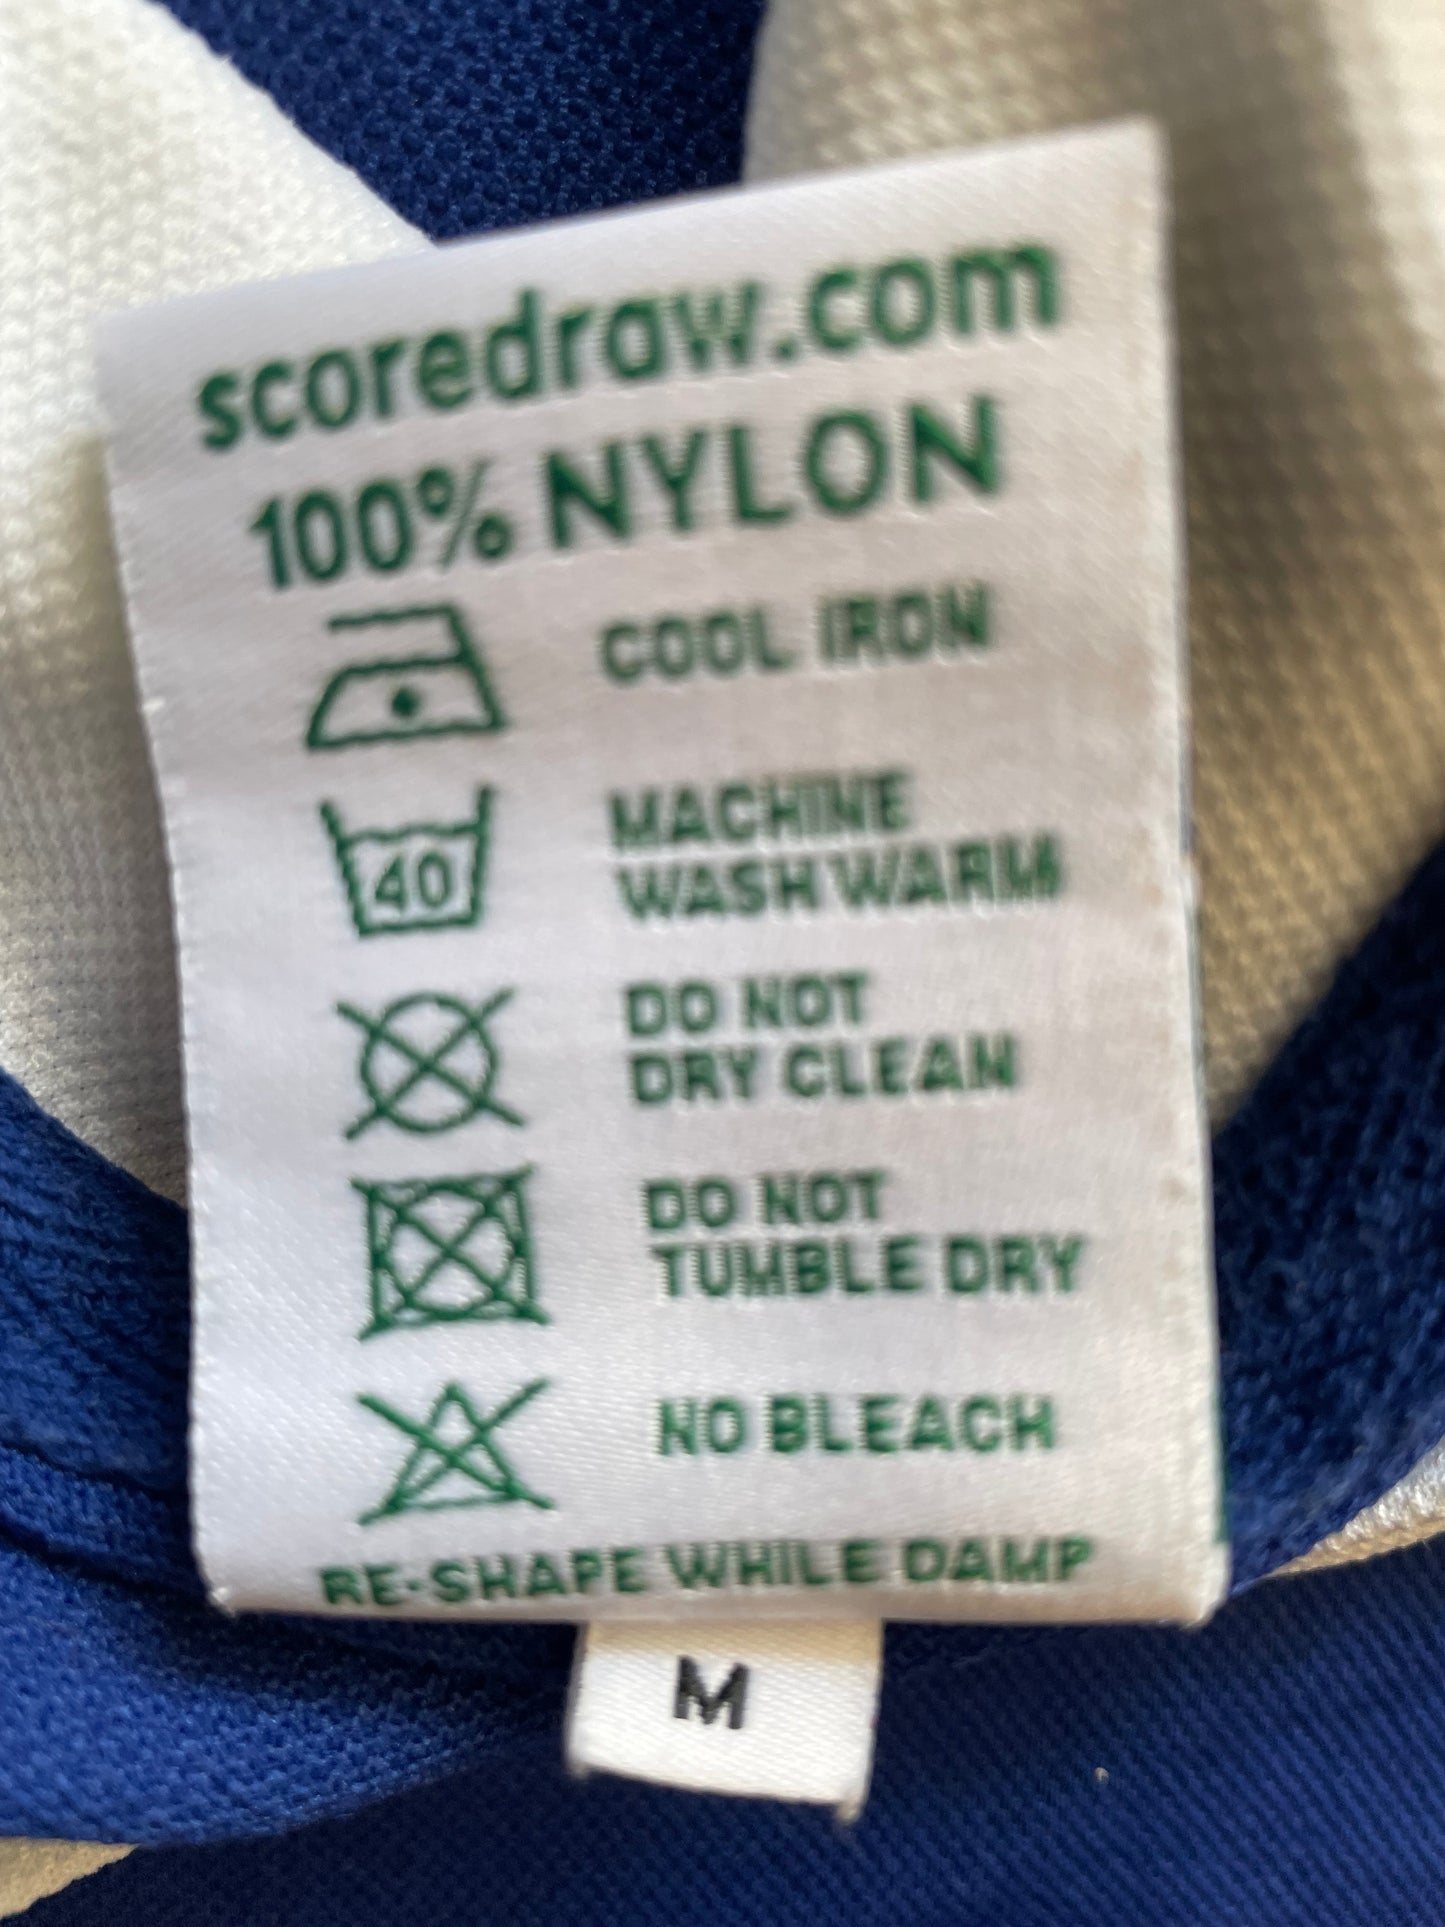 scoredraw.com
100% NYLON
COOL IRON
MACHINE
WASH WARM
40
DO NOT
DRY CLEAN
DO NOT
TUMBLE DRY
NO BLEACH
RE-SHAPE WHILE DAMP
M